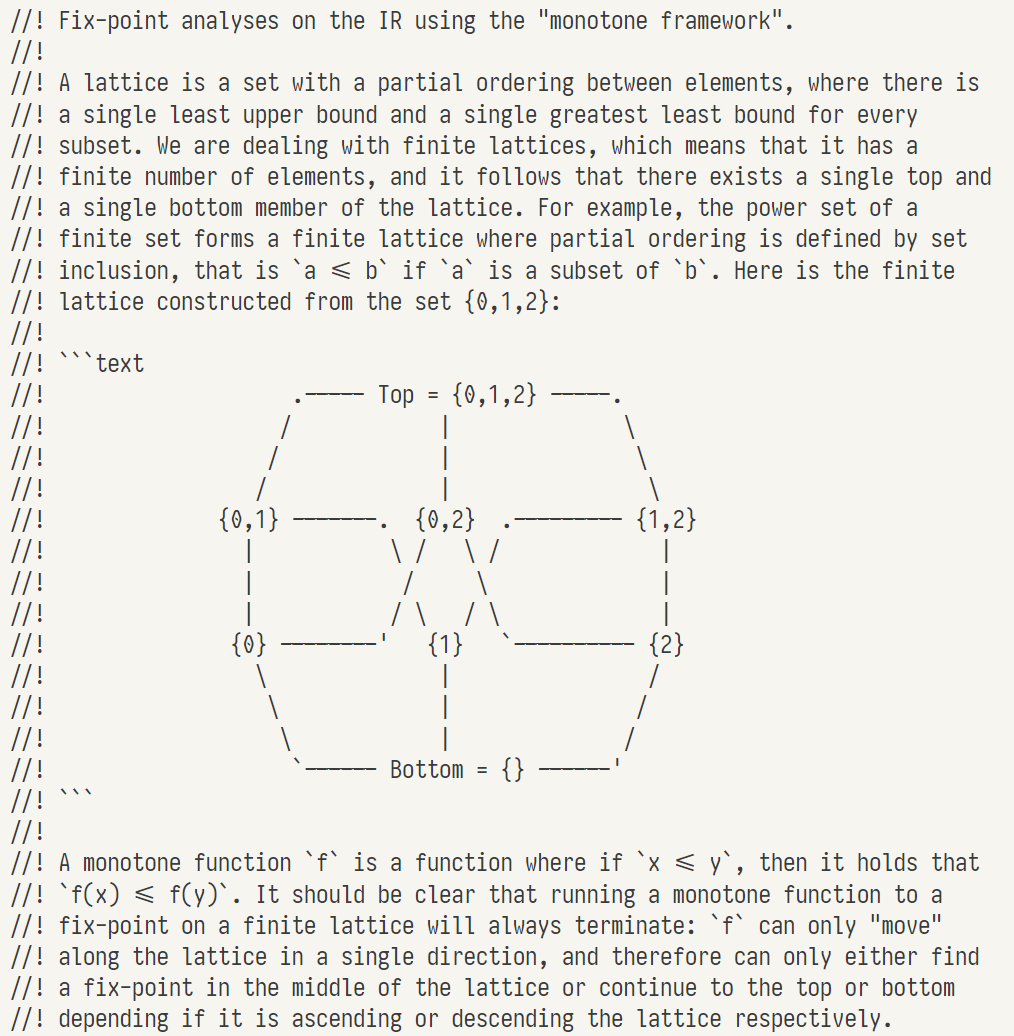 //! Fix-point analyses on the IR using the "monotone framework".
//!
//! A lattice is a set with a partial ordering between elements, where there is
//! a single least upper bound and a single greatest least bound for every
//! subset. We are dealing with finite lattices, which means that it has a
//! finite number of elements, and it follows that there exists a single top and
//! a single bottom member of the lattice. For example, the power set of a
//! finite set forms a finite lattice where partial ordering is defined by set
//! inclusion, that is `a ⩽ b` if `a` is a subset of `b`. Here is the finite
//! lattice constructed from the set {0,1,2}:
//!
//! ```text
//!                    .----- Top = {0,1,2} -----.
//!                   /            |              \
//!                  /             |               \
//!                 /              |                \
//!              {0,1} -------.  {0,2}  .--------- {1,2}
//!                |           \ /   \ /             |
//!                |            /     \              |
//!                |           / \   / \             |
//!               {0} --------'   {1}   `---------- {2}
//!                 \              |                /
//!                  \             |               /
//!                   \            |              /
//!                    `------ Bottom = {} ------'
//! ```
//!
//! A monotone function `f` is a function where if `x ⩽ y`, then it holds that
//! `f(x) ⩽ f(y)`. It should be clear that running a monotone function to a
//! fix-point on a finite lattice will always terminate: `f` can only "move"
//! along the lattice in a single direction, and therefore can only either find
//! a fix-point in the middle of the lattice or continue to the top or bottom
//! depending if it is ascending or descending the lattice respectively.